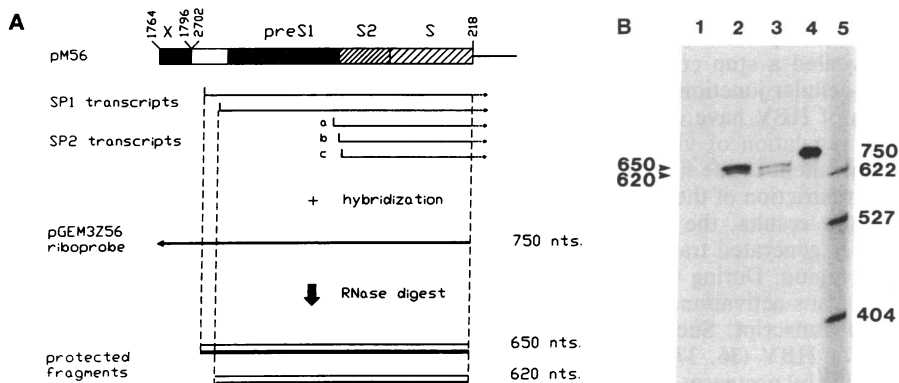 A
1764
1796
2702
X
preS1
S2
S
218
pM56
SP1 transcripts
SP2 transcripts
a
b
c
+ hybridization
pGEM3Z56
riboprobe
750 nts.
RNase digest
protected
fragments
650 nts.
620 nts.
B
1 2 3 4 5
650
620
750
622
527
404